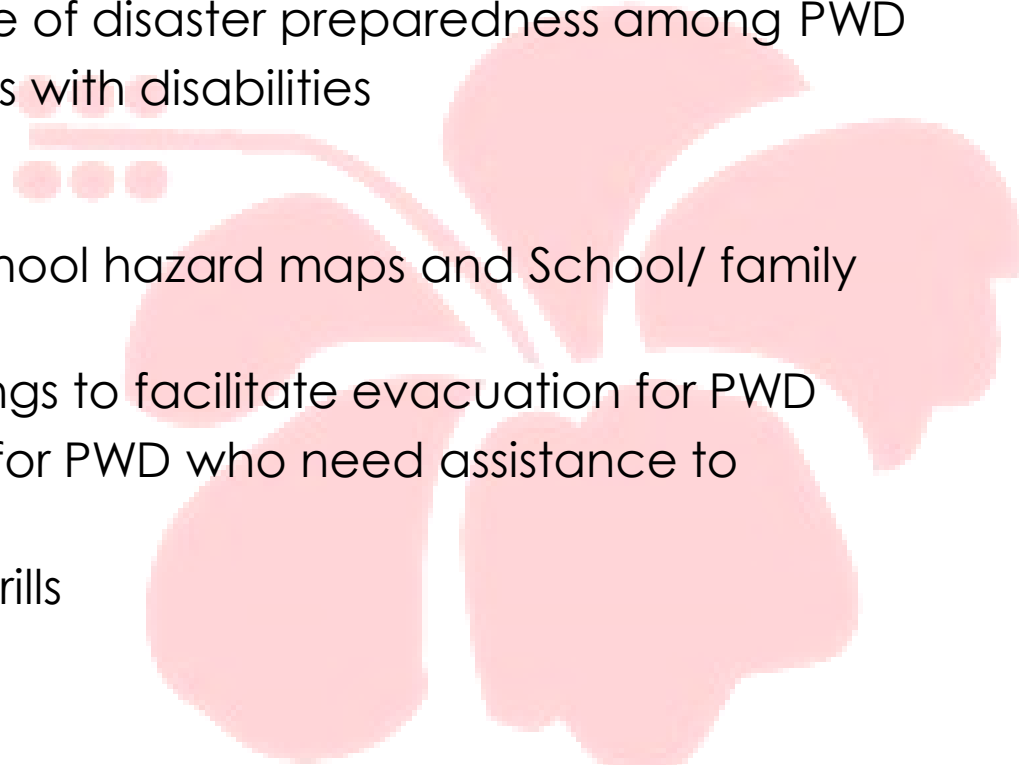 e of disaster preparedness among PWD
s with disabilities
hool hazard maps and School/ family
ngs to facilitate evacuation for PWD
for PWD who need assistance to
rills